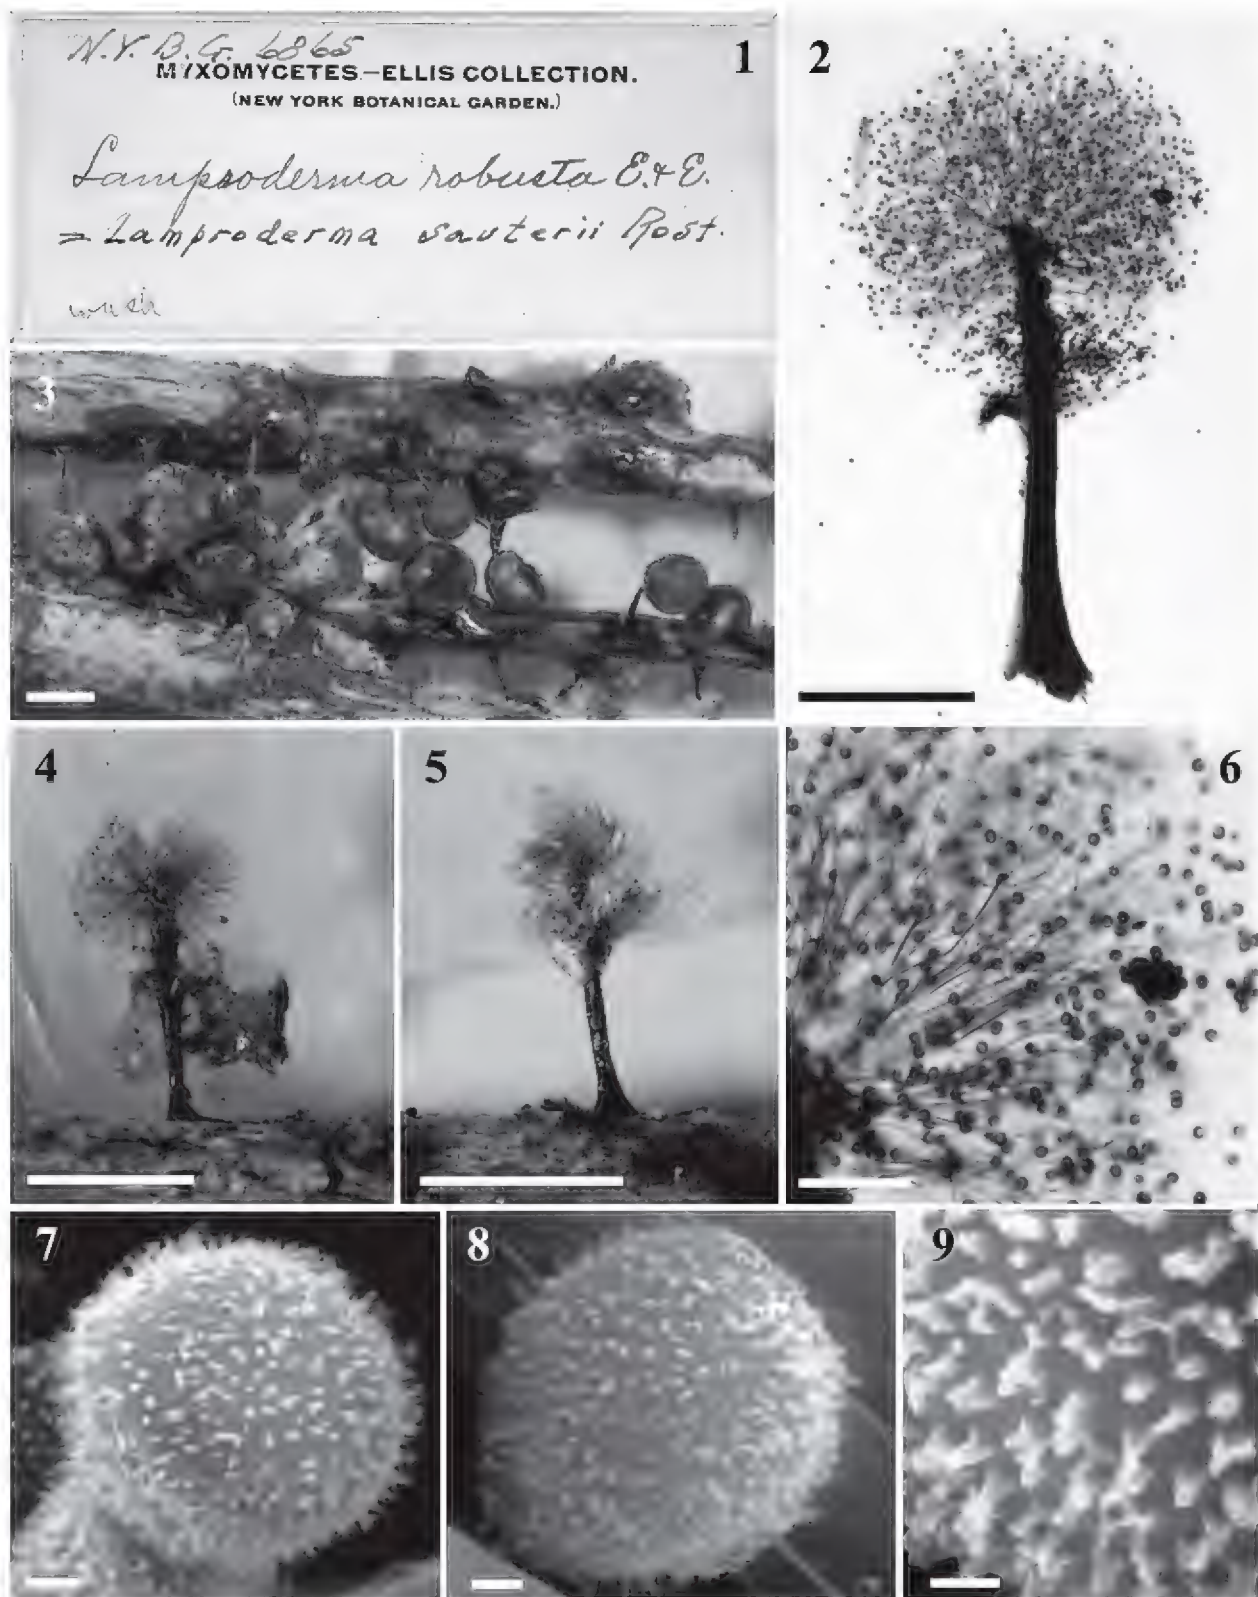 N.Y. B.G. 6865
MYXOMYCETES.—ELLIS COLLECTION.
(NEW YORK BOTANICAL GARDEN.)
Lampsoderma robusta E. & E.
= Lamproderma sauterii Rost.
wash
1
2
3
4
5
6
7
8
9